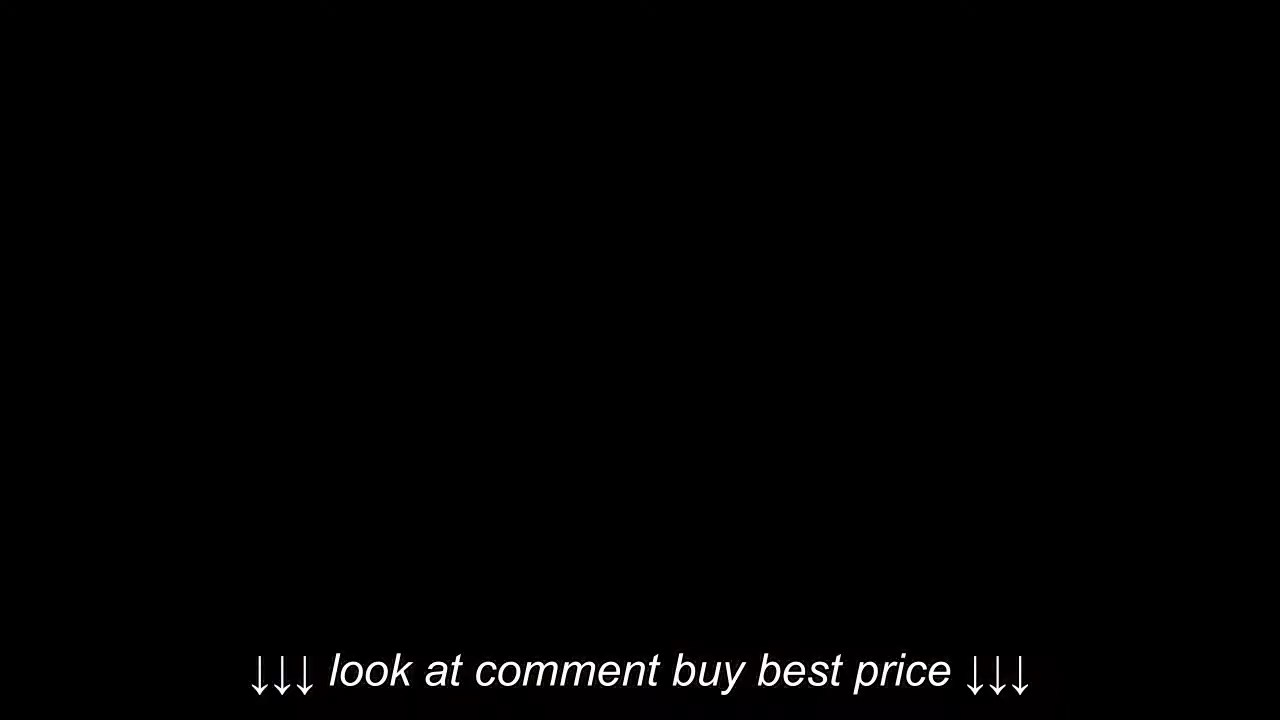 ↓↓↓ look at comment buy best price ↓↓↓